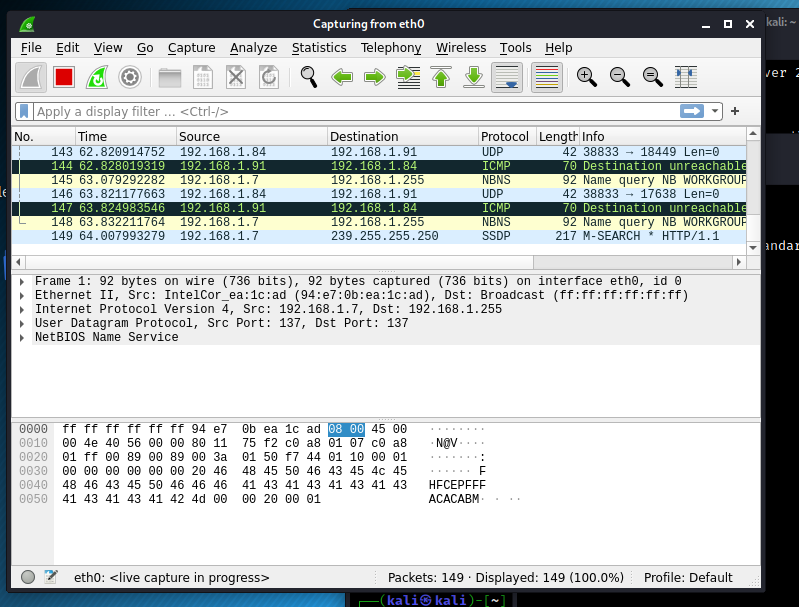 Capturing from eth0
kali: ~
File Edit View Go Capture Analyze Statistics Telephony Wireless Tools Help
Apply a display filter ... <Ctrl-/>
No. Time Source Destination Protocol Length Info
143 62.820914752 192.168.1.84 192.168.1.91 UDP 42 38833 → 18449 Len=0
144 62.828019319 192.168.1.91 192.168.1.84 ICMP 70 Destination unreachable
145 63.079292282 192.168.1.7 192.168.1.255 NBNS 92 Name query NB WORKGROUP
146 63.821177663 192.168.1.84 192.168.1.91 UDP 42 38833 → 17638 Len=0
147 63.824983546 192.168.1.91 192.168.1.84 ICMP 70 Destination unreachable
148 63.832211764 192.168.1.7 192.168.1.255 NBNS 92 Name query NB WORKGROUP
149 64.007993279 192.168.1.7 239.255.255.250 SSDP 217 M-SEARCH * HTTP/1.1
Frame 1: 92 bytes on wire (736 bits), 92 bytes captured (736 bits) on interface eth0, id 0
Ethernet II, Src: IntelCor_ea:1c:ad (94:e7:0b:ea:1c:ad), Dst: Broadcast (ff:ff:ff:ff:ff:ff)
Internet Protocol Version 4, Src: 192.168.1.7, Dst: 192.168.1.255
User Datagram Protocol, Src Port: 137, Dst Port: 137
NetBIOS Name Service
0000 ff ff ff ff ff ff 94 e7 0b ea 1c ad 08 00 45 00 ········
0010 00 4e 40 56 00 00 80 11 75 f2 c0 a8 01 07 c0 a8 ·N@V····
0020 01 ff 00 89 00 89 00 3a 01 50 f7 44 01 10 00 01 ·······:
0030 00 00 00 00 00 00 20 46 48 45 50 46 43 45 4c 45 ······ F
0040 48 46 43 45 50 46 46 46 41 43 41 43 41 43 41 43 HFCEPFFF
0050 41 43 41 43 41 42 4d 00 00 20 00 01 ACACABM· · ··
eth0: <live capture in progress>
Packets: 149 · Displayed: 149 (100.0%)
Profile: Default
(kali㉿kali)-[~]